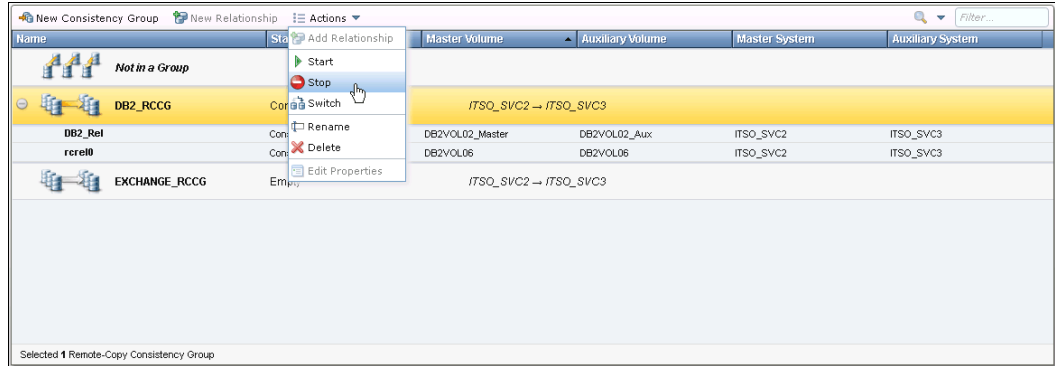 New Consistency Group New Relationship Actions Filter...
Name Sta Master Volume Auxiliary Volume Master System Auxiliary System
Add Relationship
Not in a Group
Start
Stop
DB2_RCCG Con Switch ITSO_SVC2 → ITSO_SVC3
Rename
DB2_Rel Con DB2VOL02_Master DB2VOL02_Aux ITSO_SVC2 ITSO_SVC3
rcrel0 Con Delete DB2VOL06 DB2VOL06 ITSO_SVC2 ITSO_SVC3
Edit Properties
EXCHANGE_RCCG Empty ITSO_SVC2 → ITSO_SVC3
Selected 1 Remote-Copy Consistency Group